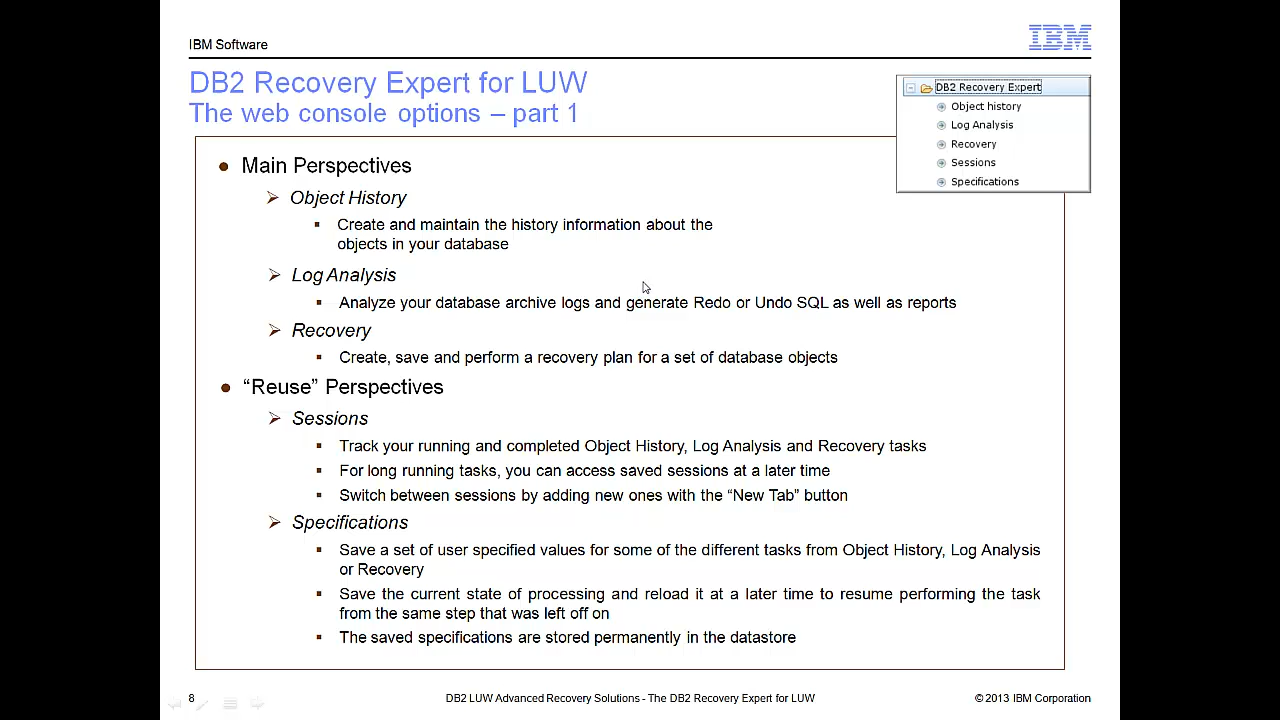 IBM Software
IBM
DB2 Recovery Expert for LUW
The web console options – part 1
DB2 Recovery Expert
Object history
Log Analysis
Recovery
Sessions
Specifications
Main Perspectives
Object History
Create and maintain the history information about the
objects in your database
Log Analysis
Analyze your database archive logs and generate Redo or Undo SQL as well as reports
Recovery
Create, save and perform a recovery plan for a set of database objects
“Reuse” Perspectives
Sessions
Track your running and completed Object History, Log Analysis and Recovery tasks
For long running tasks, you can access saved sessions at a later time
Switch between sessions by adding new ones with the “New Tab” button
Specifications
Save a set of user specified values for some of the different tasks from Object History, Log Analysis
or Recovery
Save the current state of processing and reload it at a later time to resume performing the task
from the same step that was left off on
The saved specifications are stored permanently in the datastore
8
DB2 LUW Advanced Recovery Solutions - The DB2 Recovery Expert for LUW
© 2013 IBM Corporation